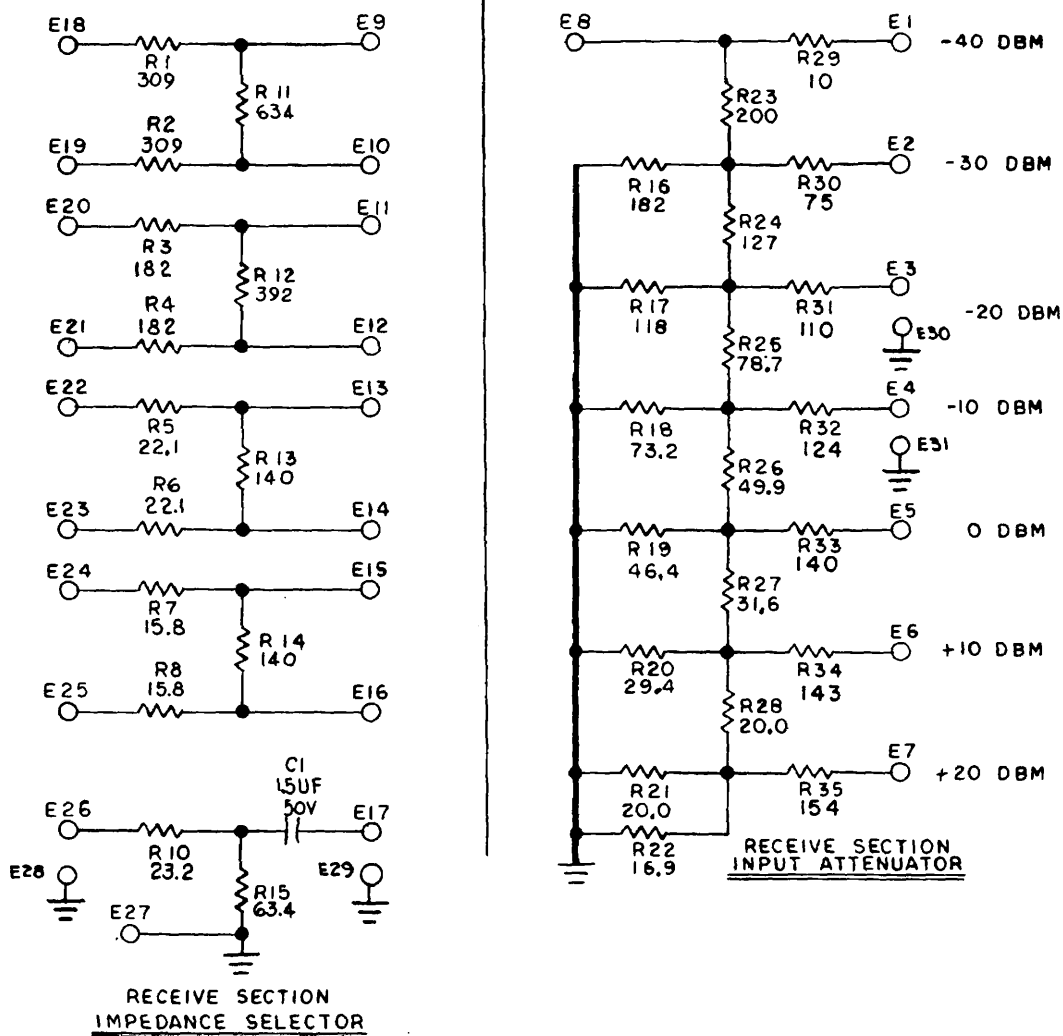 E18 E9
R1
309
R11
634
R2
309
E19 E10
E20 E11
R3
182
R12
392
R4
182
E21 E12
E22 E13
R5
22.1
R13
140
R6
22.1
E23 E14
E24 E15
R7
15.8
R14
140
R8
15.8
E25 E16
C1
15UF
50V
E26 E17
R10
23.2
E28 E29
R15
63.4
E27
RECEIVE SECTION
IMPEDANCE SELECTOR
E8 E1 -40 DBM
R29
10
R23
200
E2 -30 DBM
R16
182
R30
75
R24
127
E3
-20 DBM
R17
118
R31
110
E30
R25
78.7
E4 -10 DBM
R18
73.2
R32
124
E31
R26
49.9
E5 0 DBM
R19
46.4
R33
140
R27
31.6
E6 +10 DBM
R20
29.4
R34
143
R28
20.0
E7 +20 DBM
R21
20.0
R35
154
R22
16.9
RECEIVE SECTION
INPUT ATTENUATOR